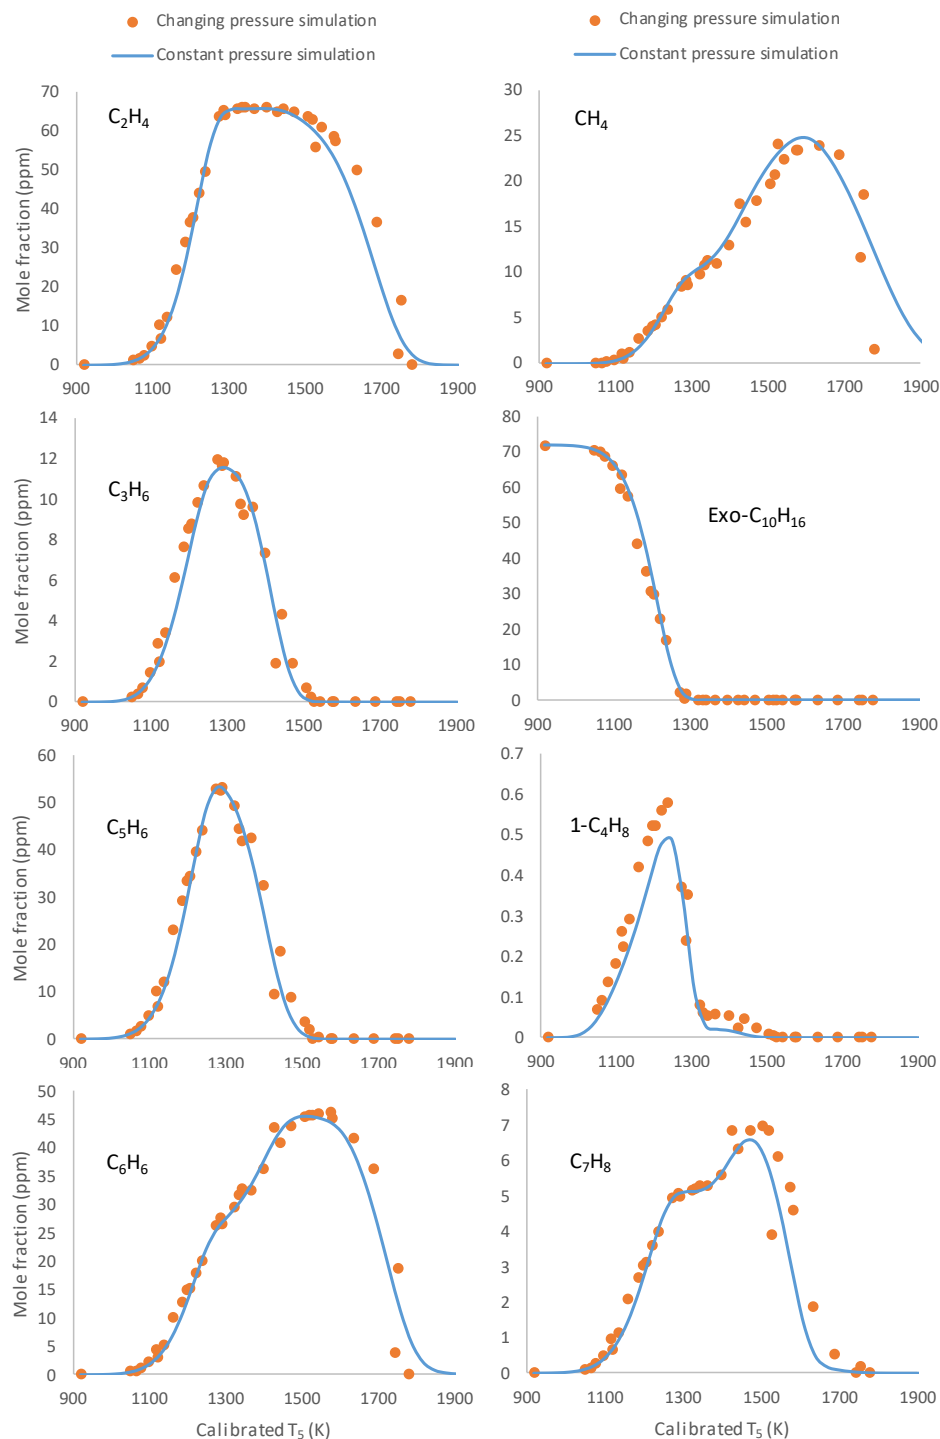 Changing pressure simulation
Constant pressure simulation
Changing pressure simulation
Constant pressure simulation
Mole fraction (ppm)
70
60
50
40
30
20
10
0
C₂H₄
900 1100 1300 1500 1700 1900
30
25
20
15
10
5
0
CH₄
900 1100 1300 1500 1700 1900
Mole fraction (ppm)
14
12
10
8
6
4
2
0
C₃H₆
900 1100 1300 1500 1700 1900
80
70
60
50
40
30
20
10
0
Exo-C₁₀H₁₆
900 1100 1300 1500 1700 1900
Mole fraction (ppm)
60
50
40
30
20
10
0
C₅H₆
900 1100 1300 1500 1700 1900
0.7
0.6
0.5
0.4
0.3
0.2
0.1
0
1-C₄H₈
900 1100 1300 1500 1700 1900
Mole fraction (ppm)
50
45
40
35
30
25
20
15
10
5
0
C₆H₆
900 1100 1300 1500 1700 1900
Calibrated T₅ (K)
8
7
6
5
4
3
2
1
0
C₇H₈
900 1100 1300 1500 1700 1900
Calibrated T₅ (K)